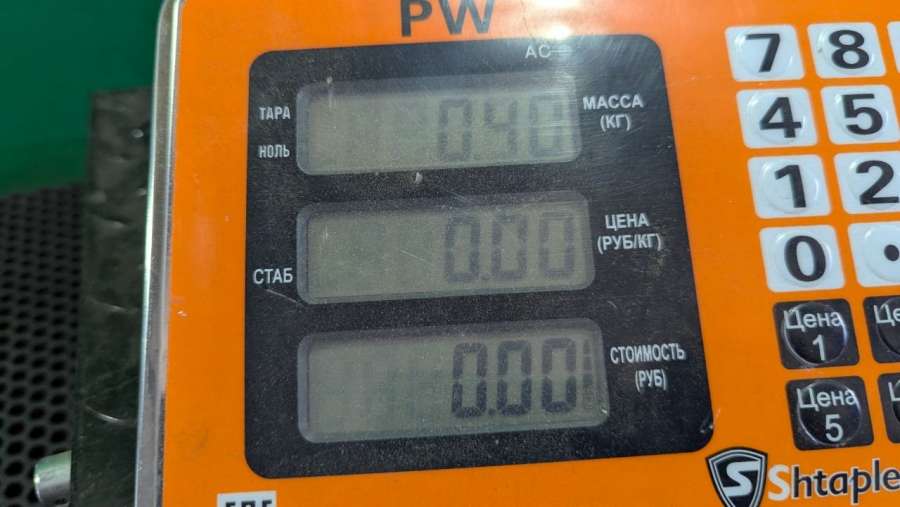 PW
AC
ТАРА
НОЛЬ
0.40
МАССА
(КГ)
0.00
ЦЕНА
(РУБ/КГ)
СТАБ
0.00
СТОИМОСТЬ
(РУБ)
7 8
4 5
1 2
0 .
Цена
1
Цена
5
Shtaple